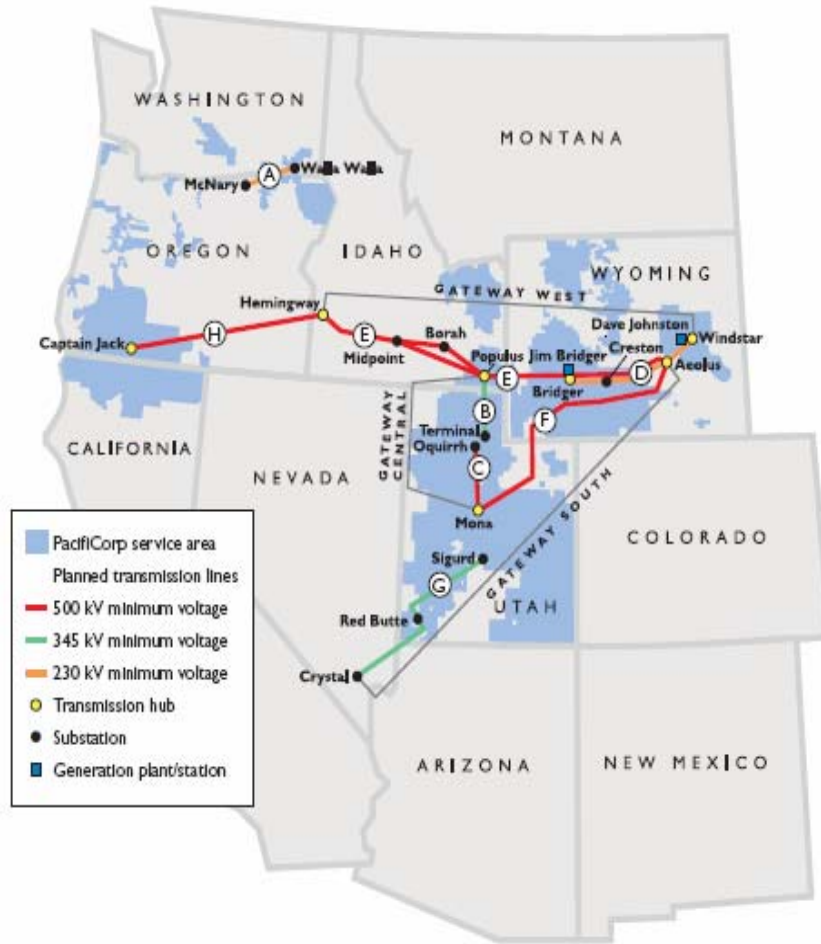 WASHINGTON
MONTANA
Walla Walla
A
McNary
OREGON
IDAHO
WYOMING
GATEWAY WEST
Hemingway
Dave Johnston
Windstar
Captain Jack
H
E
Borah
Creston
Midpoint
Populus
Jim Bridger
E
D
Aeolus
Bridger
B
F
GATEWAY CENTRAL
Terminal
Oquirrh
CALIFORNIA
NEVADA
C
Mona
COLORADO
GATEWAY SOUTH
Sigurd
G
UTAH
Red Butte
Crystal
ARIZONA
NEW MEXICO
PacifiCorp service area
Planned transmission lines
500 kV minimum voltage
345 kV minimum voltage
230 kV minimum voltage
Transmission hub
Substation
Generation plant/station